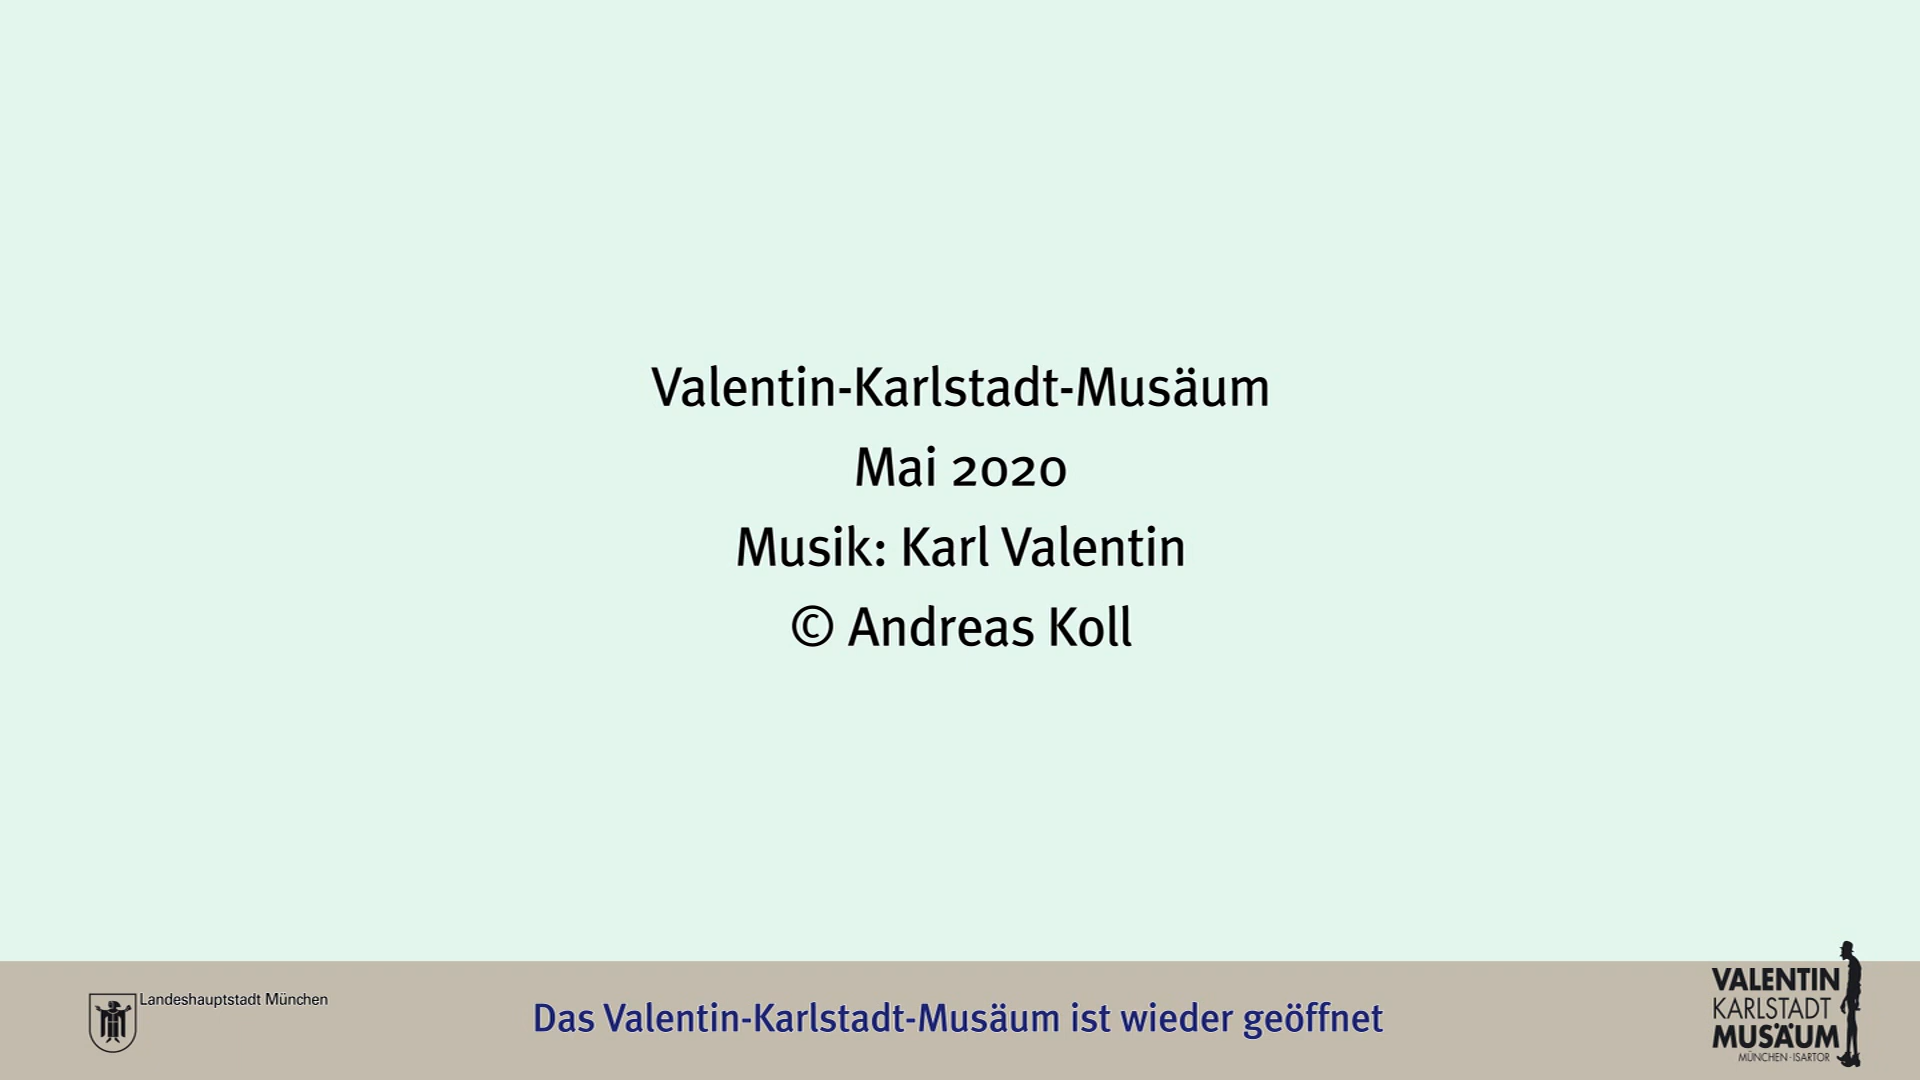 Valentin-Karlstadt-Musäum
Mai 2020
Musik: Karl Valentin
© Andreas Koll
Landeshauptstadt München
Das Valentin-Karlstadt-Musäum ist wieder geöffnet
VALENTIN
KARLSTADT
MUSÄUM
MÜNCHEN·ISARTOR